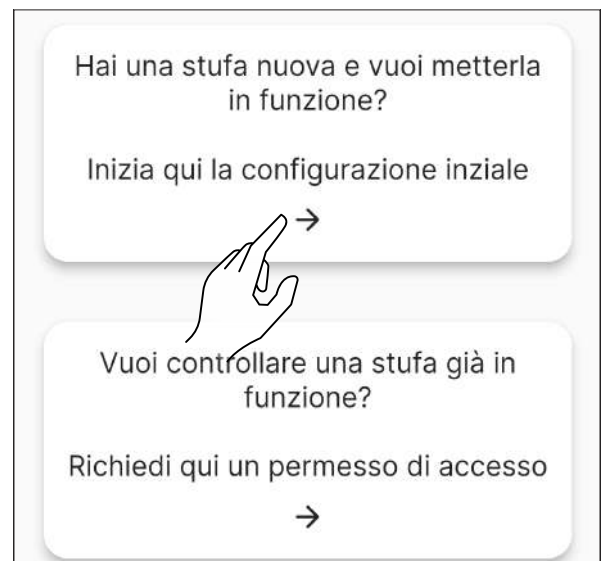 Hai una stufa nuova e vuoi metterla
in funzione?
Inizia qui la configurazione inziale
→
Vuoi controllare una stufa già in
funzione?
Richiedi qui un permesso di accesso
→